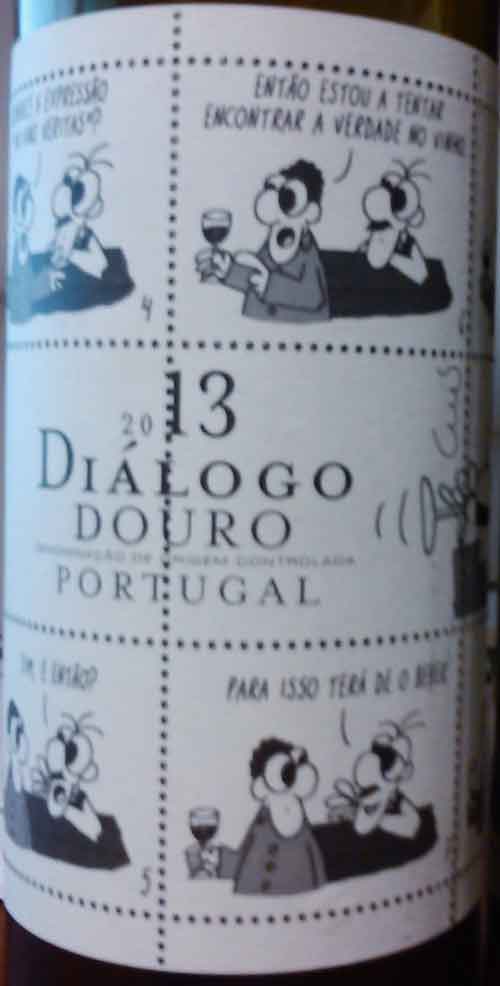 EXPRESSÃO
VERITAS"?
ENTÃO ESTOU A TENTAR
ENCONTRAR A VERDADE NO VINHO.
4
2013
DIÁLOGO
DOURO
DENOMINAÇÃO DE ORIGEM CONTROLADA
PORTUGAL
E ENTÃO?
PARA ISSO TERÁ DE O BEBER!
5